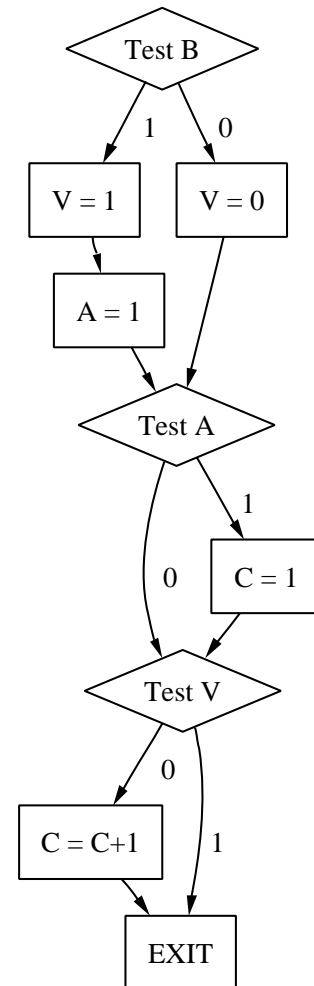 Test B
1
0
V = 1
V = 0
A = 1
Test A
1
0
C = 1
Test V
0
C = C+1
1
EXIT